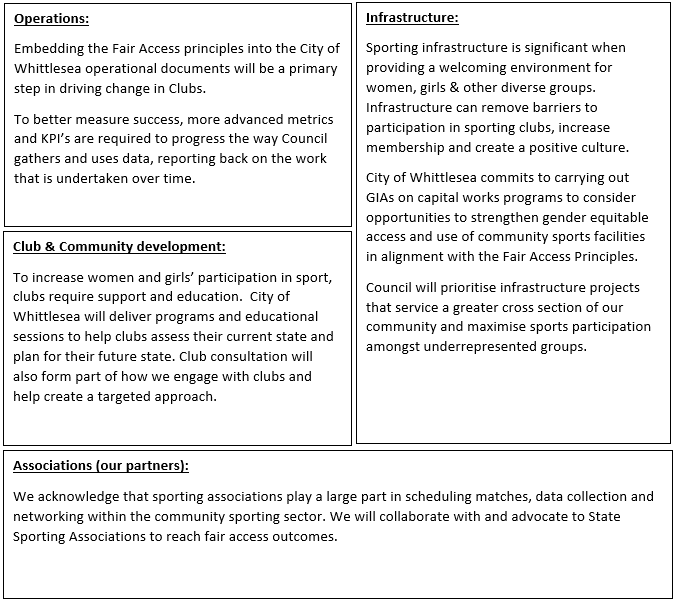 Operations:
Embedding the Fair Access principles into the City of
Whittlesea operational documents will be a primary
step in driving change in Clubs.
To better measure success, more advanced metrics
and KPI's are required to progress the way Council
gathers and uses data, reporting back on the work
that is undertaken over time.
Club & Community development:
To increase women and girls' participation in sport,
clubs require support and education.  City of
Whittlesea will deliver programs and educational
sessions to help clubs assess their current state and
plan for their future state. Club consultation will
also form part of how we engage with clubs and
help create a targeted approach.
Infrastructure:
Sporting infrastructure is significant when
providing a welcoming environment for
women, girls & other diverse groups.
Infrastructure can remove barriers to
participation in sporting clubs, increase
membership and create a positive culture.
City of Whittlesea commits to carrying out
GIAs on capital works programs to consider
opportunities to strengthen gender equitable
access and use of community sports facilities
in alignment with the Fair Access Principles.
Council will prioritise infrastructure projects
that service a greater cross section of our
community and maximise sports participation
amongst underrepresented groups.
Associations (our partners):
We acknowledge that sporting associations play a large part in scheduling matches, data collection and
networking within the community sporting sector. We will collaborate with and advocate to State
Sporting Associations to reach fair access outcomes.